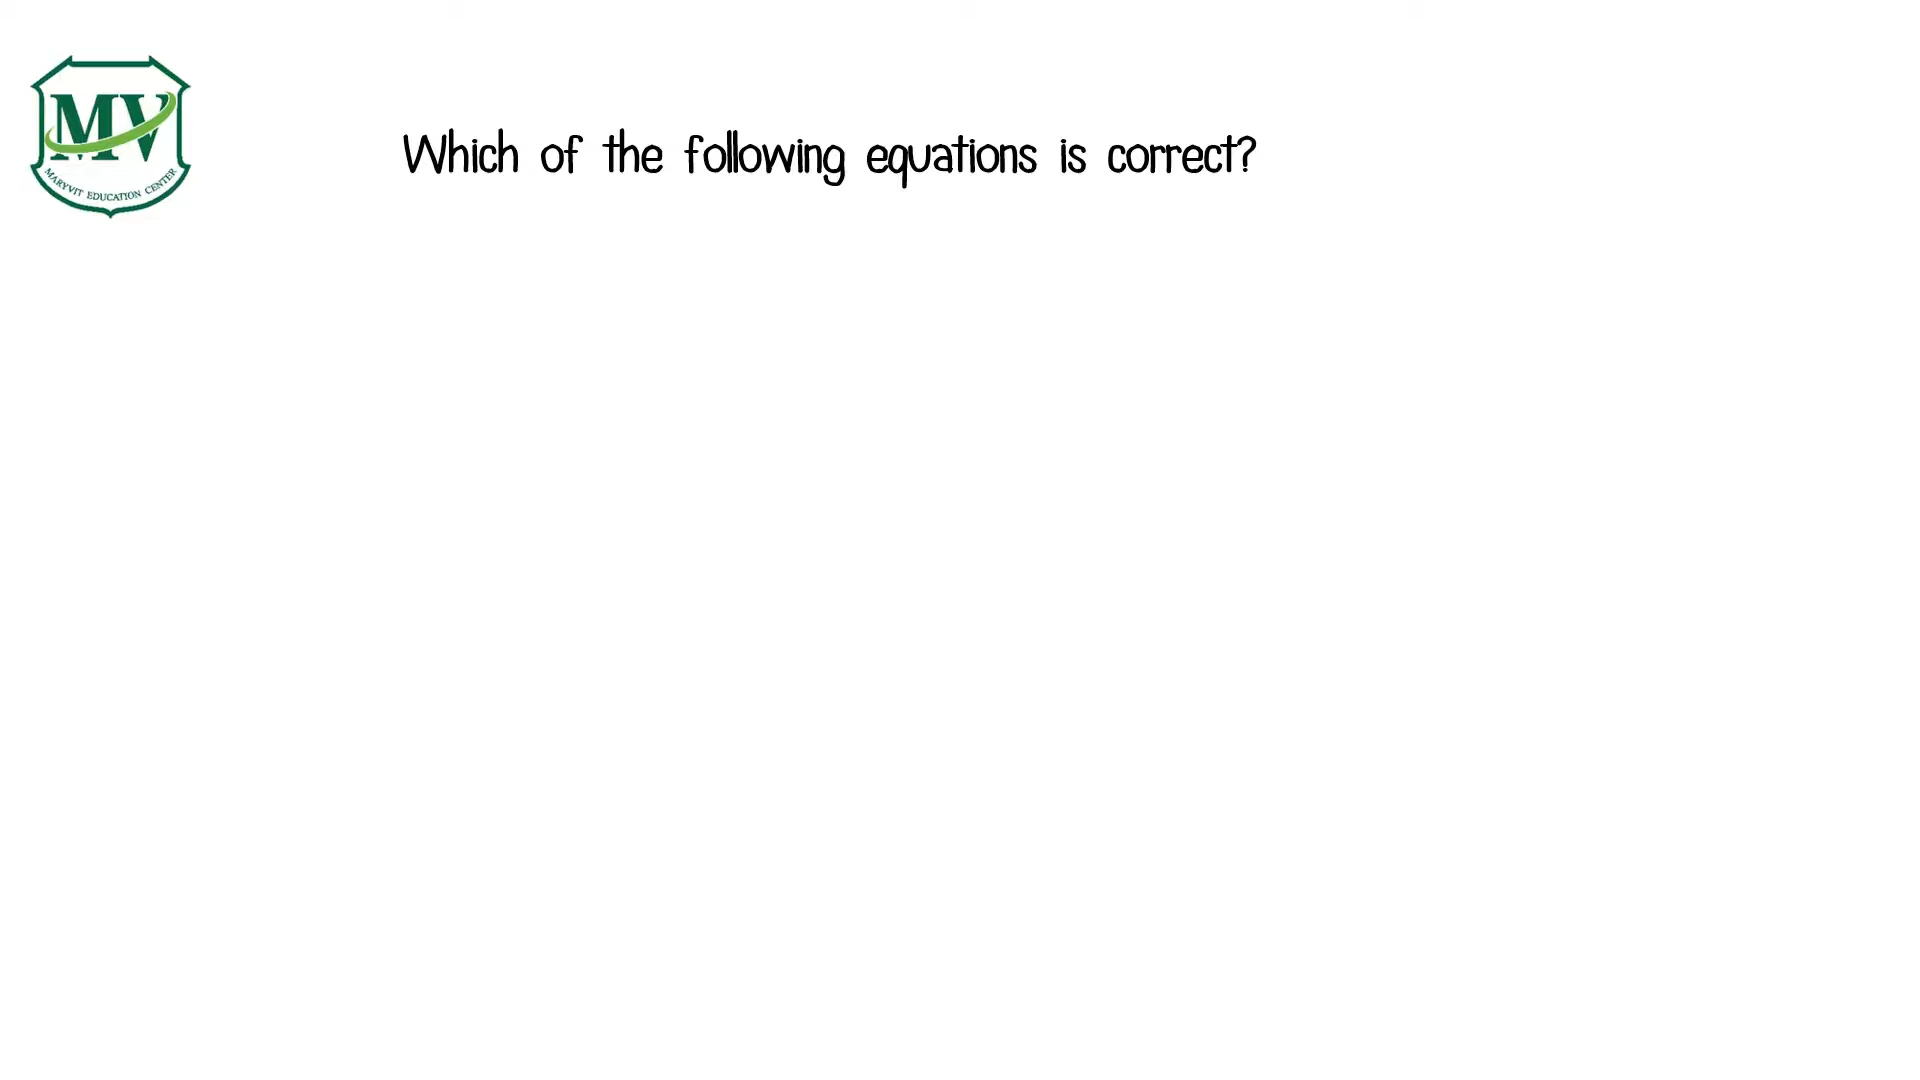 MV
MARYVIT EDUCATION CENTER
Which of the following equations is correct?